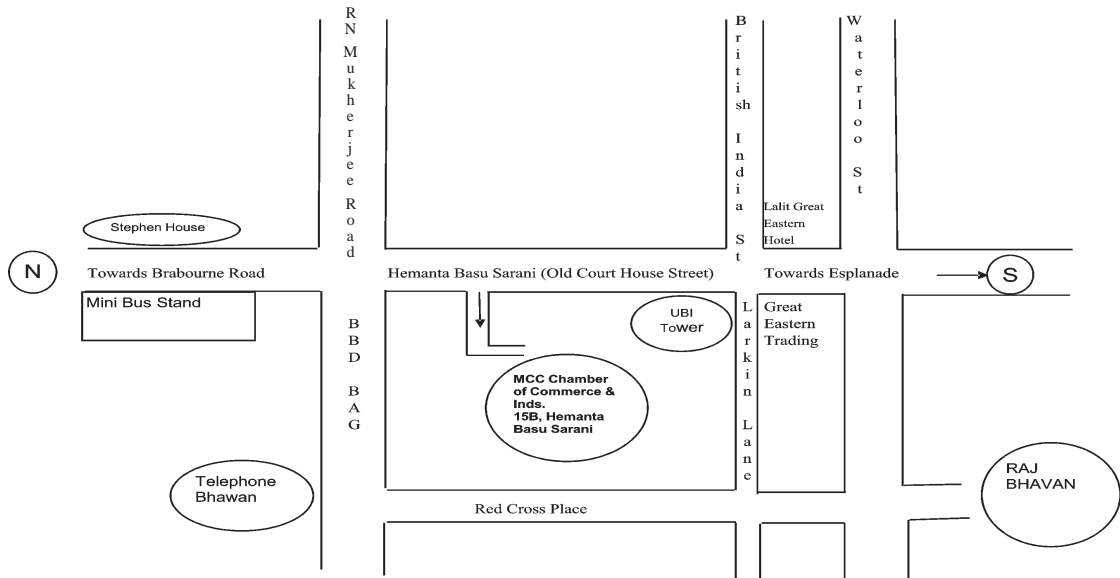 RN Mukherjee Road
British India St
Waterloo St
Lalit Great
Eastern
Hotel
Stephen House
N
Towards Brabourne Road
Hemanta Basu Sarani (Old Court House Street)
Towards Esplanade
S
Mini Bus Stand
BBD BAG
UBI
ToWer
Larkin Lane
Great
Eastern
Trading
MCC Chamber
of Commerce &
Inds.
15B, Hemanta
Basu Sarani
Telephone
Bhawan
RAJ
BHAVAN
Red Cross Place